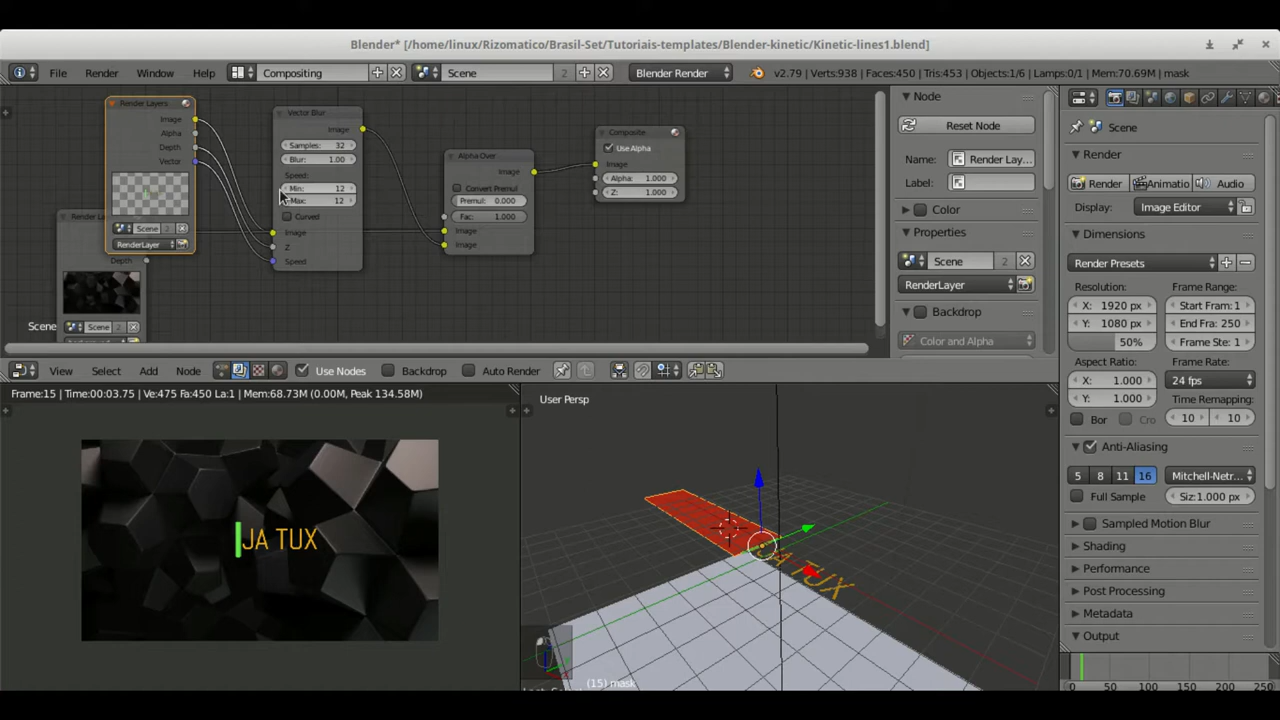 Blender* [/home/linux/Rizomatico/Brasil-Set/Tutoriais-templates/Blender-kinetic/Kinetic-lines1.blend]
File Render Window Help Compositing Scene 2 Blender Render v2.79 | Verts:938 | Faces:450 | Tris:453 | Objects:1/6 | Lamps:0/1 | Mem:70.69M | mask
Render Layers
Image
Alpha
Depth
Vector
Scene 2
RenderLayer
Render La
Depth
Scene 2
Scene
Vector Blur
Image
Samples: 32
Blur: 1.00
Speed:
Min: 12
Max: 12
Curved
Image
Z
Speed
Alpha Over
Image
Convert Premul
Premul: 0.000
Fac: 1.000
Image
Image
Composite
Use Alpha
Image
Alpha: 1.000
Z: 1.000
Node
Reset Node
Name: Render Lay...
Label:
Color
Properties
Scene 2
RenderLayer
Backdrop
Color and Alpha
View Select Add Node Use Nodes Backdrop Auto Render
Frame:15 | Time:00:03.75 | Ve:475 Fa:450 La:1 | Mem:68.73M (0.00M, Peak 134.58M)
JA TUX
User Persp
JA TUX
(15) mask
Scene
Render
Render Animatio Audio
Display: Image Editor
Dimensions
Render Presets
Resolution: Frame Range:
X: 1920 px Start Fram: 1
Y: 1080 px End Fra: 250
50% Frame Ste: 1
Aspect Ratio: Frame Rate:
X: 1.000 24 fps
Y: 1.000 Time Remapping:
Bor Cro 10 10
Anti-Aliasing
5 8 11 16 Mitchell-Netr...
Full Sample Siz:1.000 px
Sampled Motion Blur
Shading
Performance
Post Processing
Metadata
Output
0 50 100 150 200 250